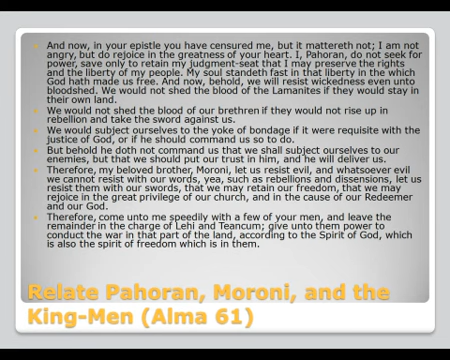 And now, in your epistle you have censured me, but it mattereth not; I am not
angry, but do rejoice in the greatness of your heart. I, Pahoran, do not seek for
power, save only to retain my judgment-seat that I may preserve the rights
and the liberty of my people. My soul standeth fast in that liberty in the which
God hath made us free. And now, behold, we will resist wickedness even unto
bloodshed. We would not shed the blood of the Lamanites if they would stay in
their own land.
We would not shed the blood of our brethren if they would not rise up in
rebellion and take the sword against us.
We would subject ourselves to the yoke of bondage if it were requisite with the
justice of God, or if he should command us so to do.
But behold he doth not command us that we shall subject ourselves to our
enemies, but that we should put our trust in him, and he will deliver us.
Therefore, my beloved brother, Moroni, let us resist evil, and whatsoever evil
we cannot resist with our words, yea, such as rebellions and dissensions, let us
resist them with our swords, that we may retain our freedom, that we may
rejoice in the great privilege of our church, and in the cause of our Redeemer
and our God.
Therefore, come unto me speedily with a few of your men, and leave the
remainder in the charge of Lehi and Teancum; give unto them power to
conduct the war in that part of the land, according to the Spirit of God, which
is also the spirit of freedom which is in them.
Relate Pahoran, Moroni, and the
King-Men (Alma 61)